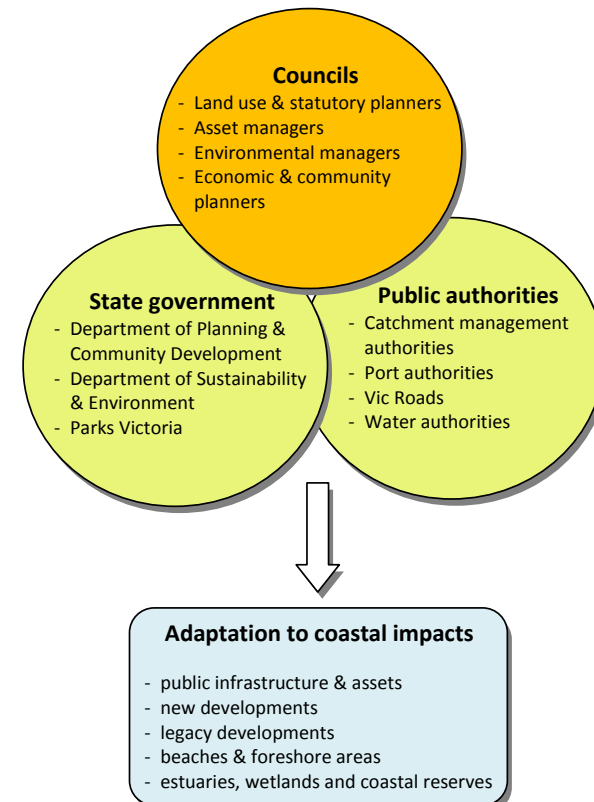 Councils
- Land use & statutory planners
- Asset managers
- Environmental managers
- Economic & community
planners
State government
- Department of Planning &
Community Development
- Department of Sustainability
& Environment
- Parks Victoria
Public authorities
- Catchment management
authorities
- Port authorities
- Vic Roads
- Water authorities
Adaptation to coastal impacts
- public infrastructure & assets
- new developments
- legacy developments
- beaches & foreshore areas
- estuaries, wetlands and coastal reserves